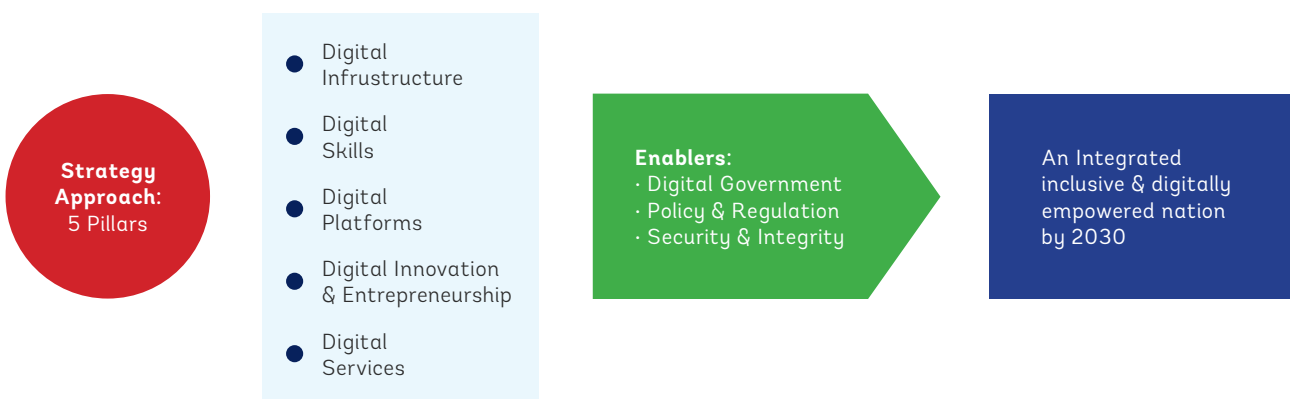 Strategy
Approach:
5 Pillars
Digital
Infrustructure
Digital
Skills
Digital
Platforms
Digital Innovation
& Entrepreneurship
Digital
Services
Enablers:
· Digital Government
· Policy & Regulation
· Security & Integrity
An Integrated
inclusive & digitally
empowered nation
by 2030